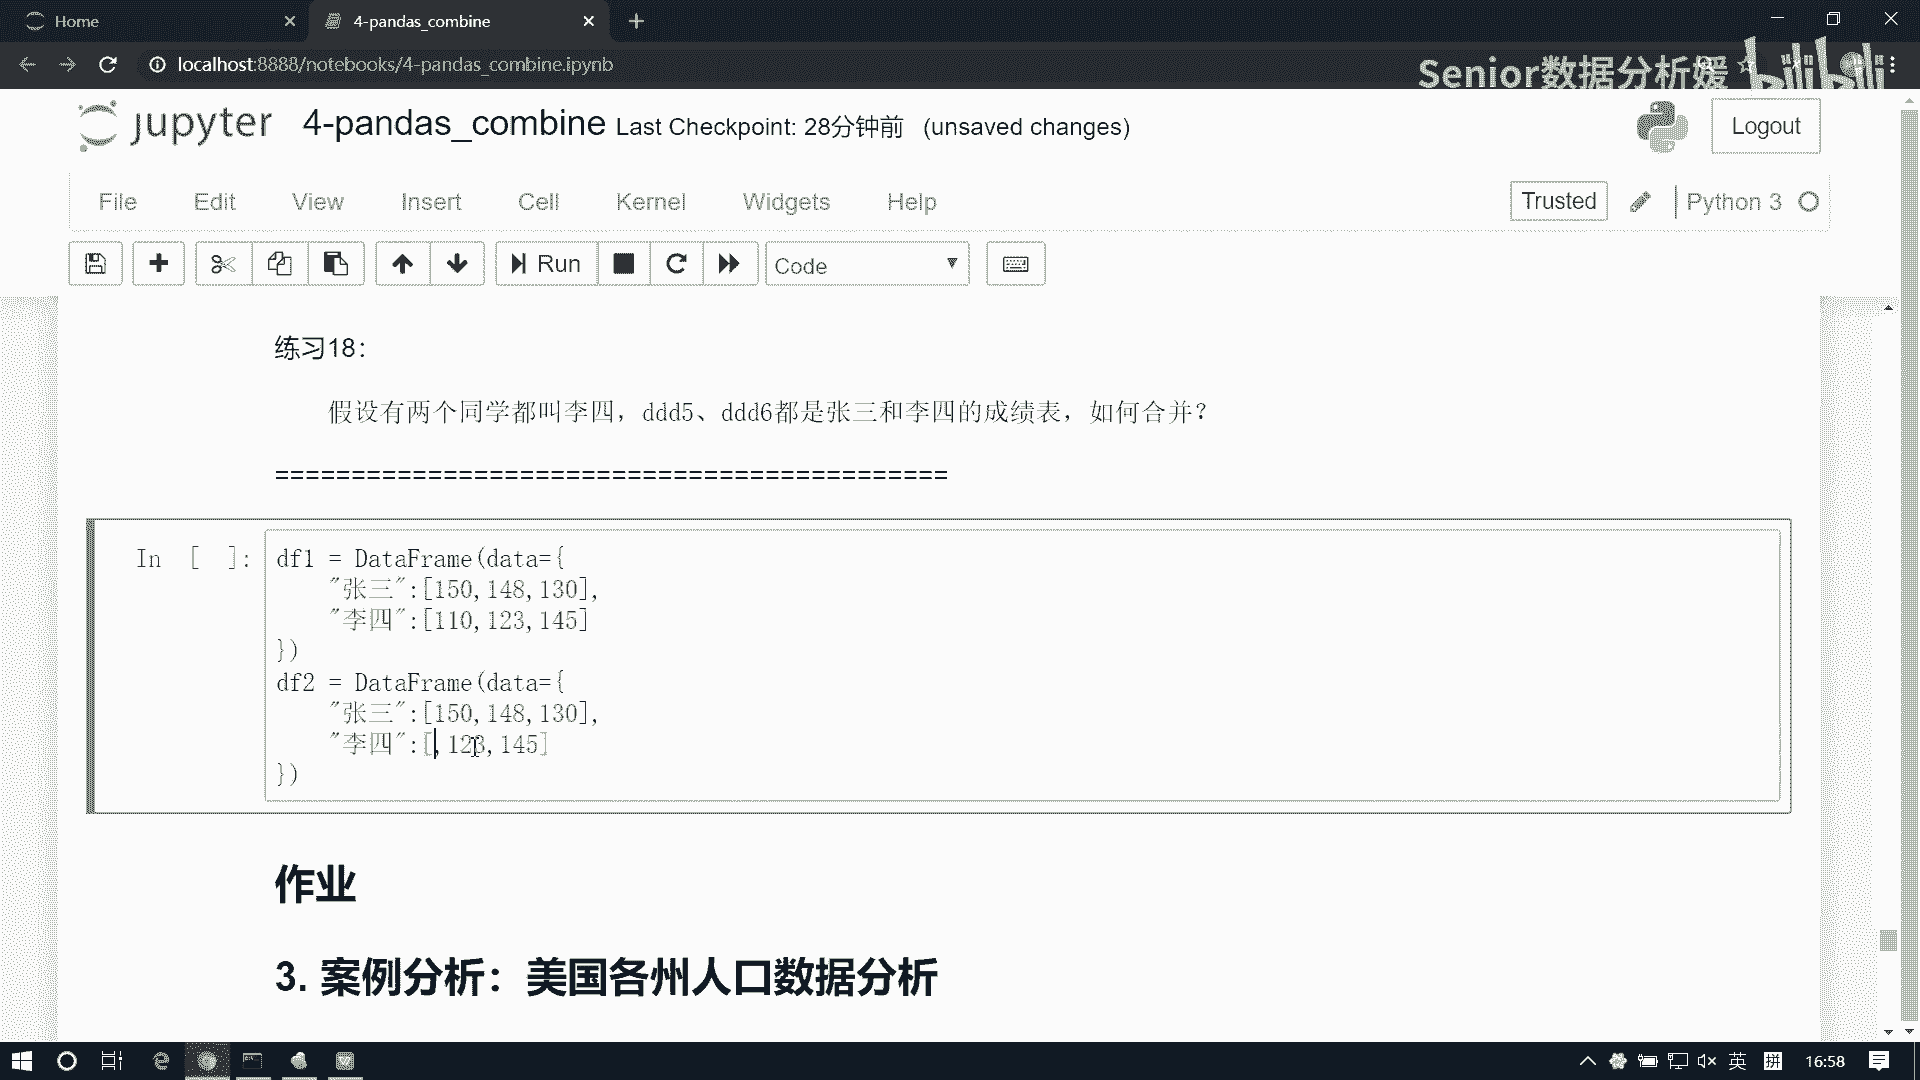 Home
4-pandas_combine
localhost:8888/notebooks/4-pandas_combine.ipynb
Senior数据分析媛
bilibili
jupyter
4-pandas_combine Last Checkpoint: 28分钟前 (unsaved changes)
Logout
File Edit View Insert Cell Kernel Widgets Help
Trusted
Python 3
Run
Code
练习18：
假设有两个同学都叫李四，ddd5、ddd6都是张三和李四的成绩表，如何合并？
============================================
In [ ]:
df1 = DataFrame(data={
"张三":[150,148,130],
"李四":[110,123,145]
})
df2 = DataFrame(data={
"张三":[150,148,130],
"李四":[,123,145]
})
作业
3. 案例分析：美国各州人口数据分析
英
拼
16:58